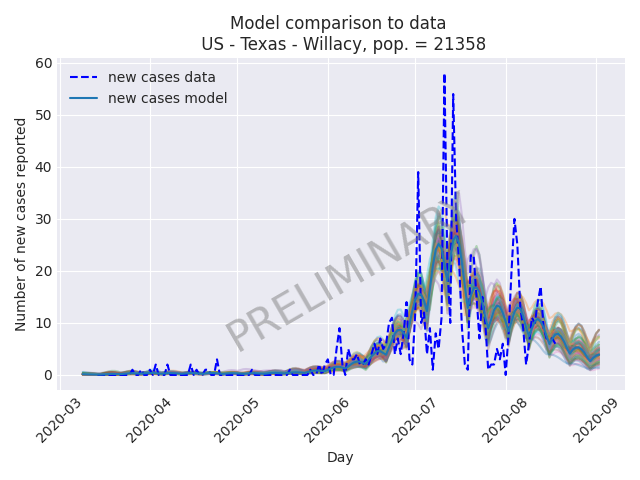 Model comparison to data
US - Texas - Willacy, pop. = 21358
new cases data
new cases model
PRELIMINARY
Number of new cases reported
60
50
40
30
20
10
0
2020-03
2020-04
2020-05
2020-06
2020-07
2020-08
2020-09
Day